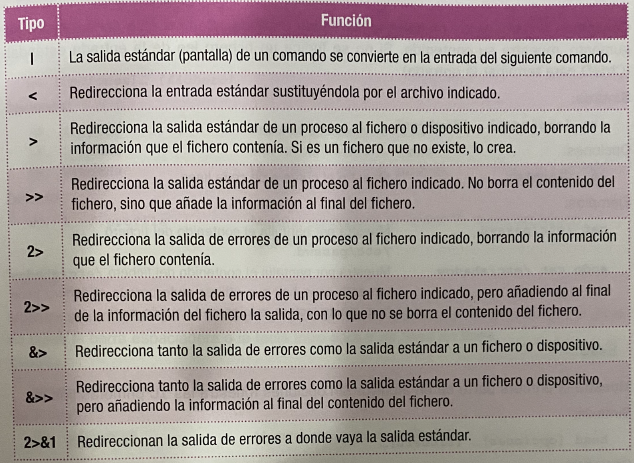 Tipo Función
| La salida estándar (pantalla) de un comando se convierte en la entrada del siguiente comando.
< Redirecciona la entrada estándar sustituyéndola por el archivo indicado.
Redirecciona la salida estándar de un proceso al fichero o dispositivo indicado, borrando la
> información que el fichero contenía. Si es un fichero que no existe, lo crea.
Redirecciona la salida estándar de un proceso al fichero indicado. No borra el contenido del
>> fichero, sino que añade la información al final del fichero.
Redirecciona la salida de errores de un proceso al fichero indicado, borrando la información
2> que el fichero contenía.
Redirecciona la salida de errores de un proceso al fichero indicado, pero añadiendo al final
2>> de la información del fichero la salida, con lo que no se borra el contenido del fichero.
&> Redirecciona tanto la salida de errores como la salida estándar a un fichero o dispositivo.
Redirecciona tanto la salida de errores como la salida estándar a un fichero o dispositivo,
&>> pero añadiendo la información al final del contenido del fichero.
2>&1 Redireccionan la salida de errores a donde vaya la salida estándar.